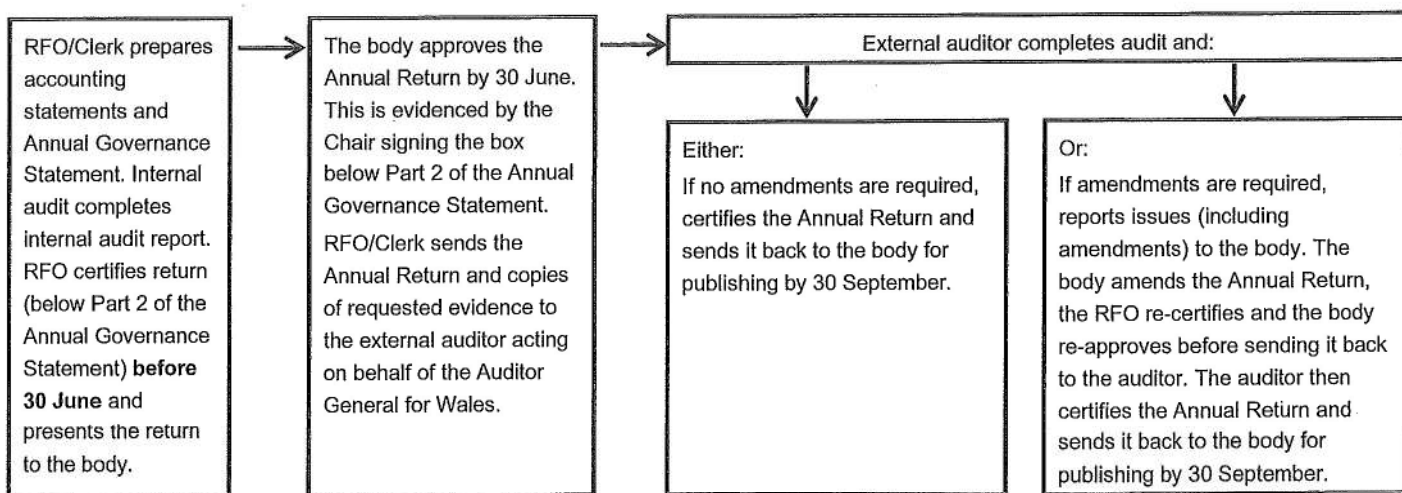 RFO/Clerk prepares
accounting
statements and
Annual Governance
Statement. Internal
audit completes
internal audit report.
RFO certifies return
(below Part 2 of the
Annual Governance
Statement) before
30 June and
presents the return
to the body.
The body approves the
Annual Return by 30 June.
This is evidenced by the
Chair signing the box
below Part 2 of the Annual
Governance Statement.
RFO/Clerk sends the
Annual Return and copies
of requested evidence to
the external auditor acting
on behalf of the Auditor
General for Wales.
External auditor completes audit and:
Either:
If no amendments are required,
certifies the Annual Return and
sends it back to the body for
publishing by 30 September.
Or:
If amendments are required,
reports issues (including
amendments) to the body. The
body amends the Annual Return,
the RFO re-certifies and the body
re-approves before sending it back
to the auditor. The auditor then
certifies the Annual Return and
sends it back to the body for
publishing by 30 September.